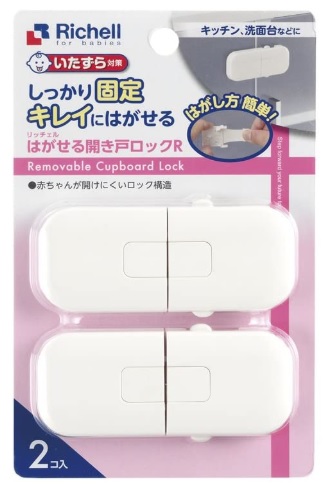 Richell
for babies
キッチン、洗面台などに
いたずら対策
しっかり固定
キレイにはがせる
はがし方 簡単!
リッチェル
はがせる開き戸ロックR
Removable Cupboard Lock
●赤ちゃんが開けにくいロック構造
Step toward your future
2コ入